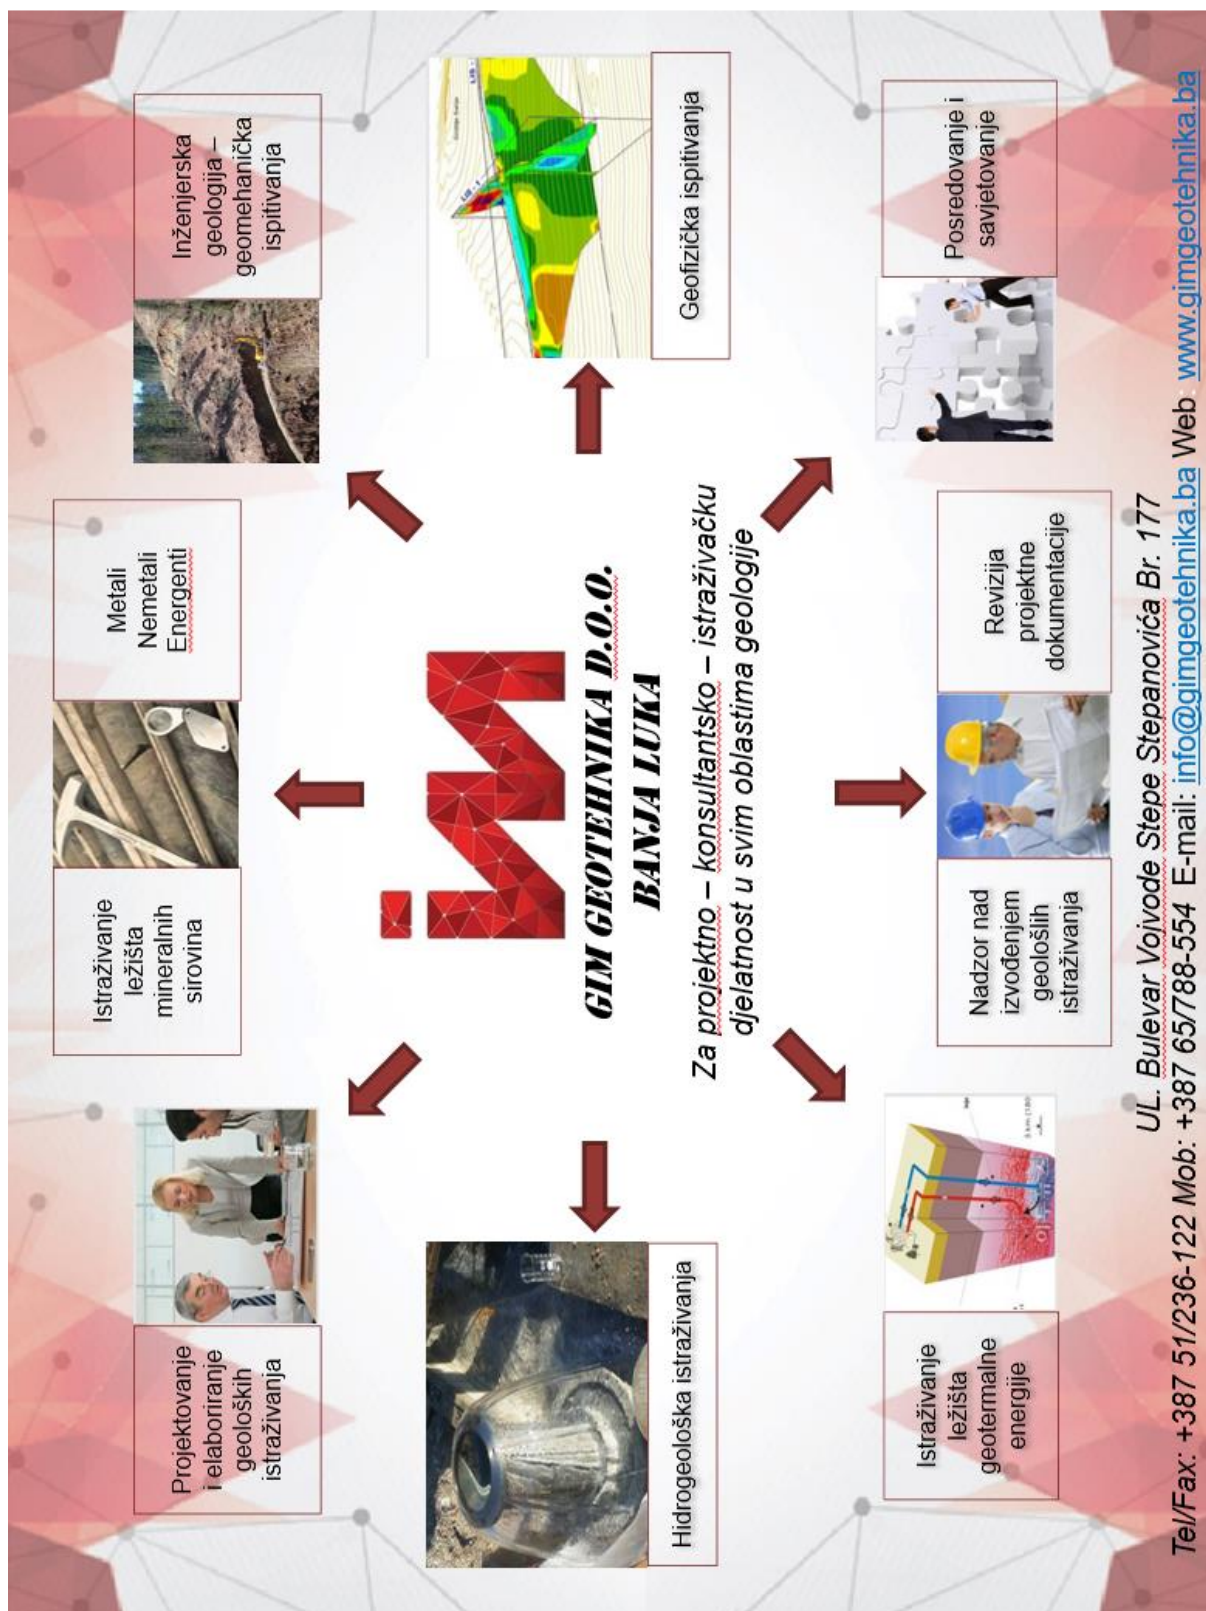 Projektovanje
i elaboriranje
geoloških
istraživanja
Istraživanje
ležišta
mineralnih
sirovina
Metali
Nemetali
Energenti
Inženjerska
geologija –
geomehanička
ispitivanja
Hidrogeološka istraživanja
GIM GEOTEHNIKA D.O.O.
BANJA LUKA
Za projektno – konsultantsko – istraživačku
djelatnost u svim oblastima geologije
LIS - I
Geofizička ispitivanja
Istraživanje
ležišta
geotermalne
energije
Nadzor nad
izvođenjem
geološlih
istraživanja
Revizija
projektne
dokumentacije
Posredovanje i
savjetovanje
UL. Bulevar Vojvode Stepe Stepanovića Br. 177
Tel/Fax: +387 51/236-122 Mob: +387 65/788-554 E-mail: info@gimgeotehnika.ba Web: www.gimgeotehnika.ba